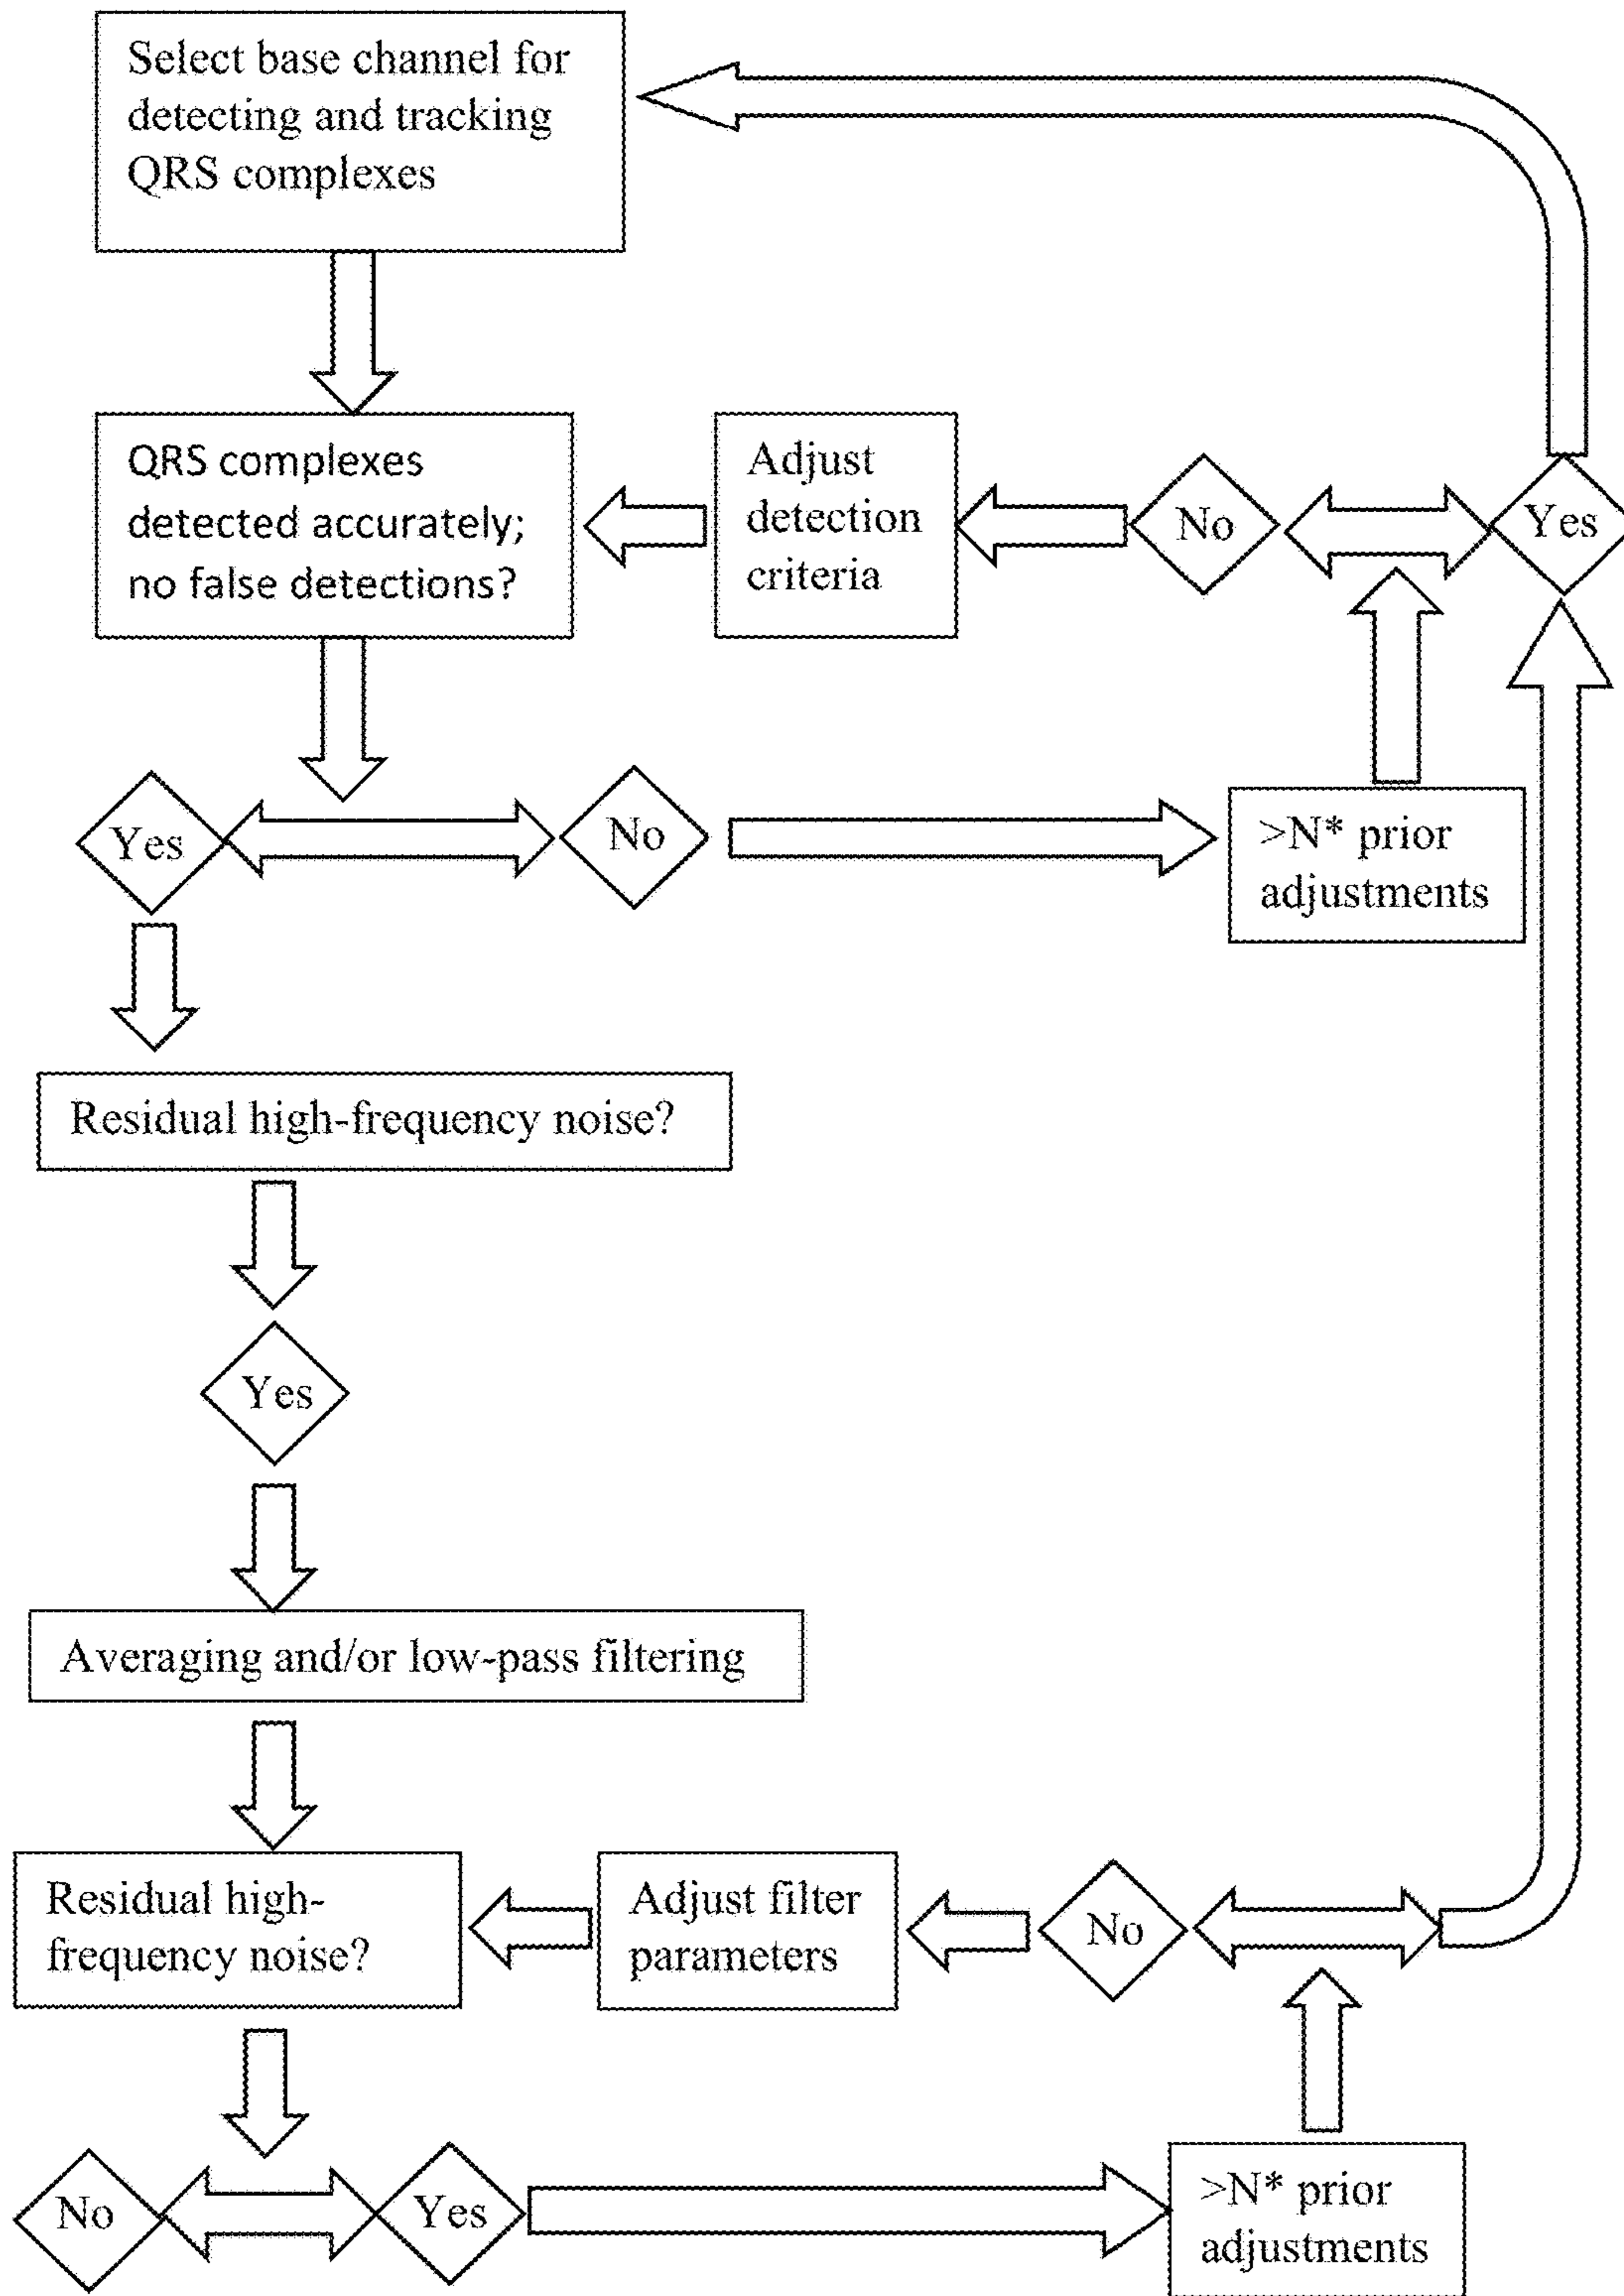 Select base channel for
detecting and tracking
QRS complexes
QRS complexes
detected accurately;
no false detections?
Adjust
detection
criteria
No
Yes
Yes
No
>N* prior
adjustments
Residual high-frequency noise?
Yes
Averaging and/or low-pass filtering
Residual high-
frequency noise?
Adjust filter
parameters
No
No
Yes
>N* prior
adjustments